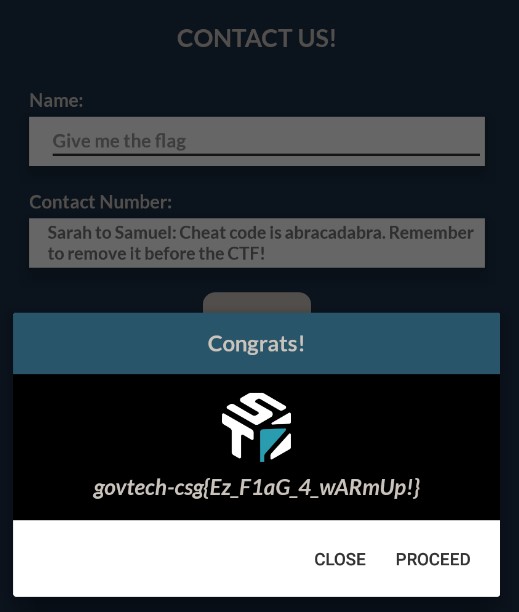 CONTACT US!
Name:
Give me the flag
Contact Number:
Sarah to Samuel: Cheat code is abracadabra. Remember
to remove it before the CTF!
Congrats!
govtech-csg{Ez_F1aG_4_wARmUp!}
CLOSE PROCEED